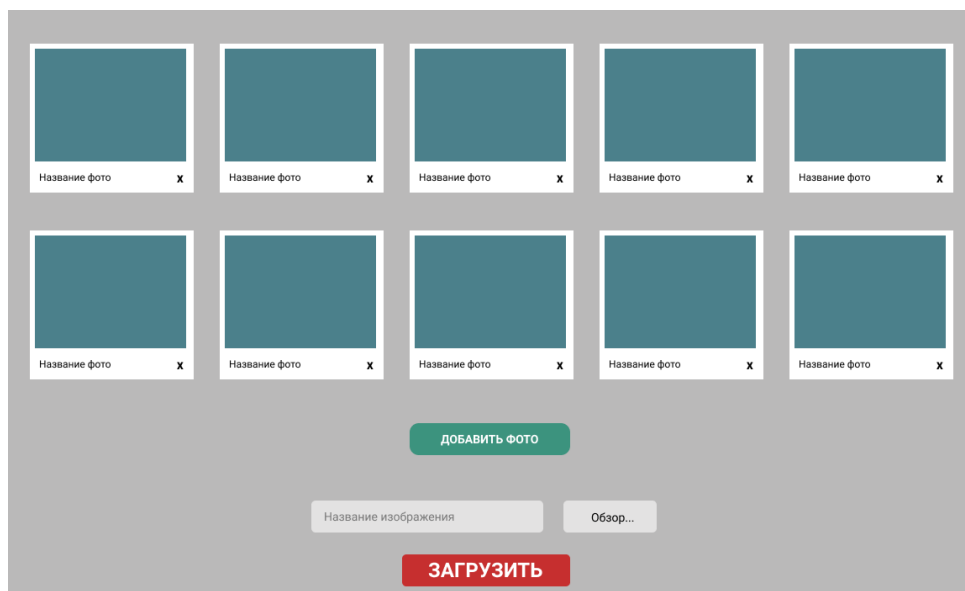 Название фото x Название фото x Название фото x Название фото x Название фото x
Название фото x Название фото x Название фото x Название фото x Название фото x
ДОБАВИТЬ ФОТО
Название изображения Обзор...
ЗАГРУЗИТЬ